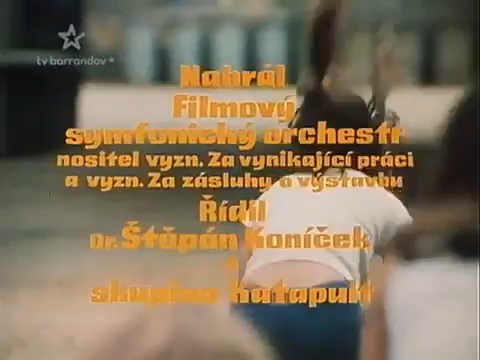 tv barrandov
Nahrál
filmový
symfonický orchestr
nositel vyzn. Za vynikající práci
a vyzn. Za zásluhy o výstavbu
Řídil
Dr. Štěpán Koníček
a
skupina Katapult